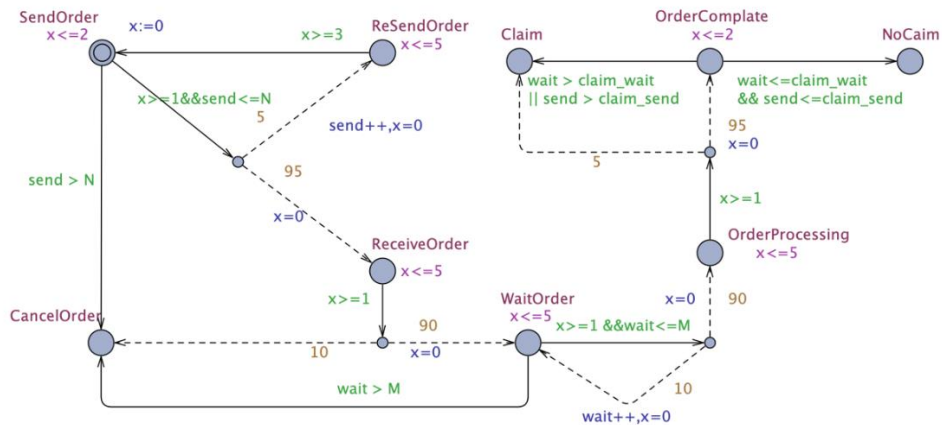 SendOrder
x<=2
x:=0
x>=3
ReSendOrder
x<=5
Claim
OrderComplate
x<=2
NoCaim
x>=1&&send<=N
5
send++,x=0
wait > claim_wait
|| send > claim_send
wait<=claim_wait
&& send<=claim_send
95
x=0
5
95
x=0
send > N
x>=1
ReceiveOrder
x<=5
OrderProcessing
x<=5
x>=1
CancelOrder
10
90
x=0
WaitOrder
x<=5
x>=1 &&wait<=M
x=0
90
10
wait > M
wait++,x=0